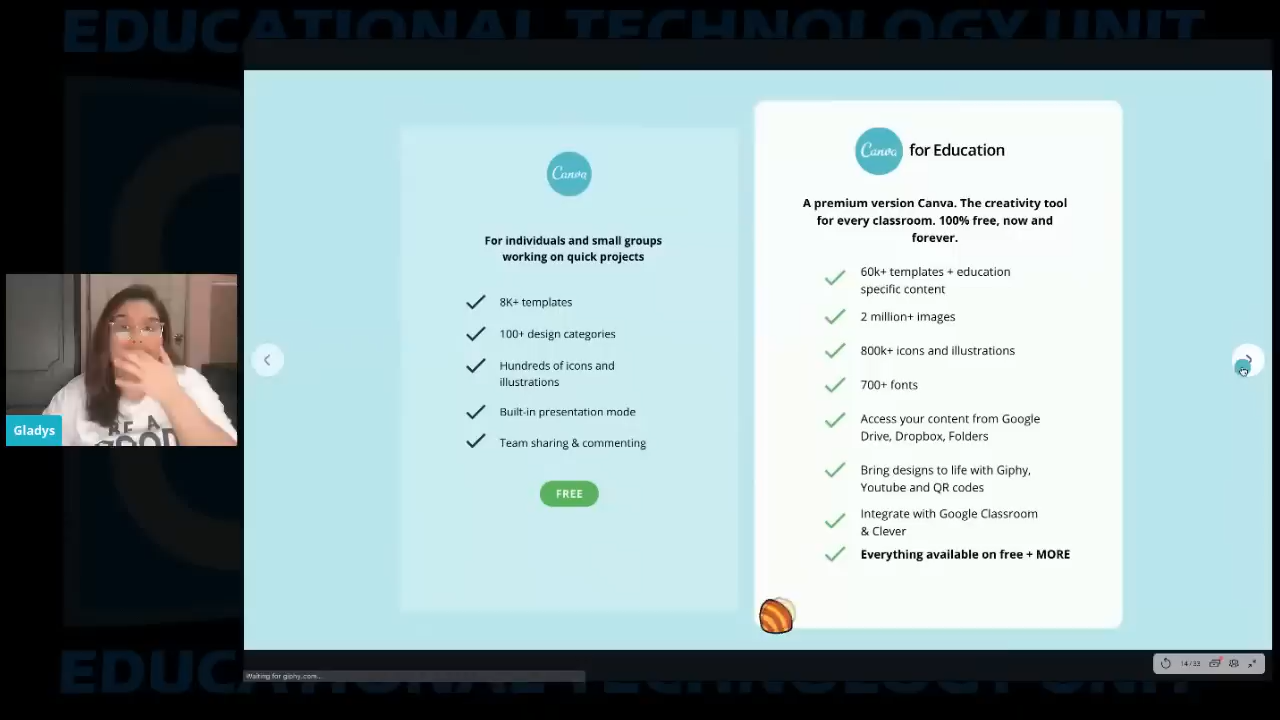 EDUCATIONAL TECHNOLOGY UNIT
Canva
For individuals and small groups
working on quick projects
8K+ templates
100+ design categories
Hundreds of icons and
illustrations
Built-in presentation mode
Team sharing & commenting
FREE
Canva for Education
A premium version Canva. The creativity tool
for every classroom. 100% free, now and
forever.
60k+ templates + education
specific content
2 million+ images
800k+ icons and illustrations
700+ fonts
Access your content from Google
Drive, Dropbox, Folders
Bring designs to life with Giphy,
Youtube and QR codes
Integrate with Google Classroom
& Clever
Everything available on free + MORE
BE A
GOOD
Gladys
14/33
Waiting for giphy.com...
EDUCATIONAL TECHNOLOGY UNIT